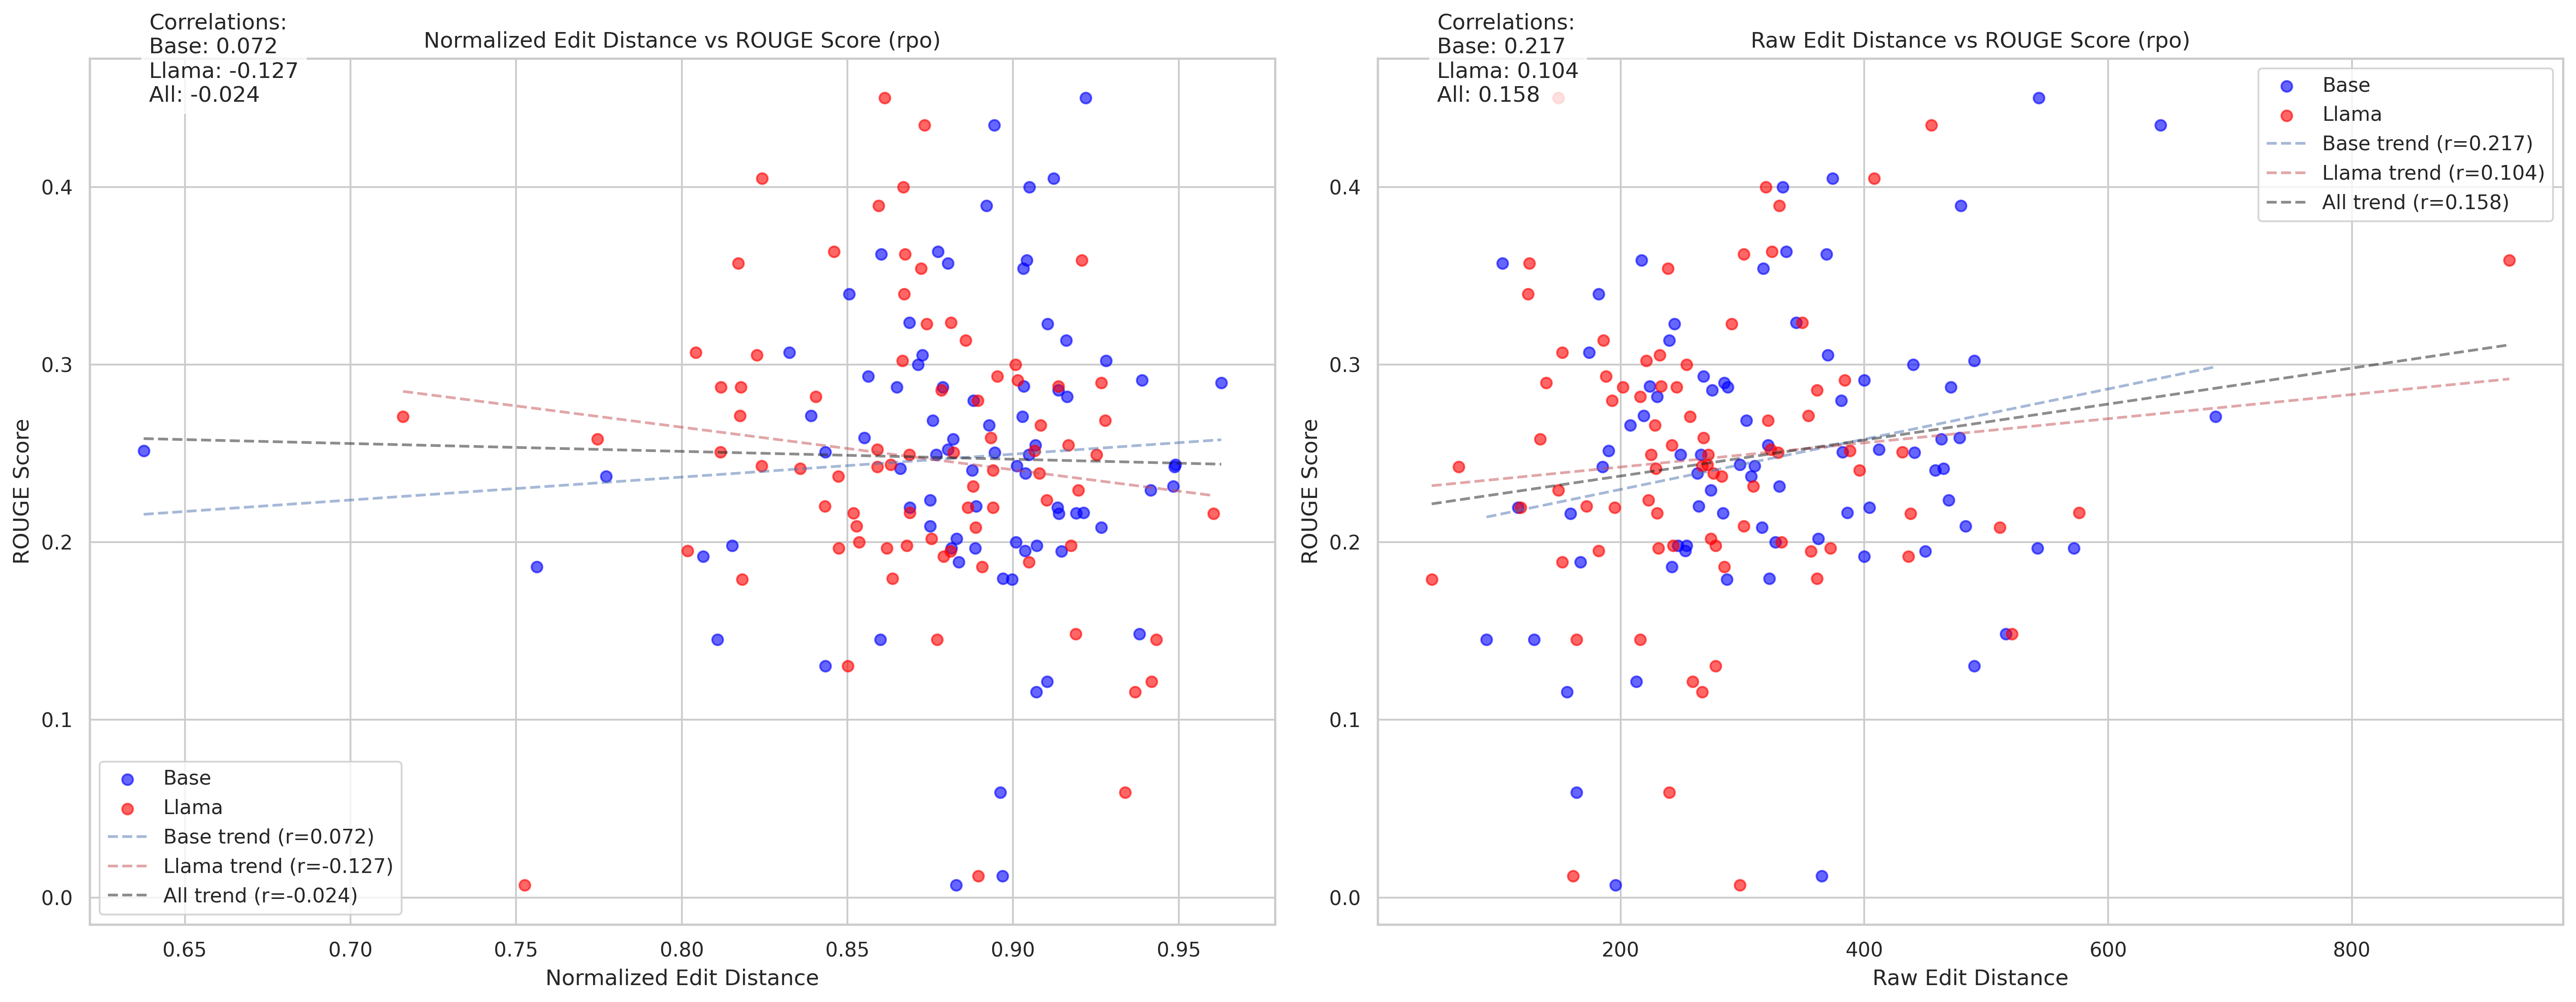 Correlations:
Base: 0.072
Llama: -0.127
All: -0.024
Normalized Edit Distance vs ROUGE Score (rpo)
ROUGE Score
0.4
0.3
0.2
0.1
0.0
Base
Llama
Base trend (r=0.072)
Llama trend (r=-0.127)
All trend (r=-0.024)
0.65
0.70
0.75
0.80
0.85
0.90
0.95
Normalized Edit Distance
Correlations:
Base: 0.217
Llama: 0.104
All: 0.158
Raw Edit Distance vs ROUGE Score (rpo)
Base
Llama
Base trend (r=0.217)
Llama trend (r=0.104)
All trend (r=0.158)
ROUGE Score
0.4
0.3
0.2
0.1
0.0
200
400
600
800
Raw Edit Distance